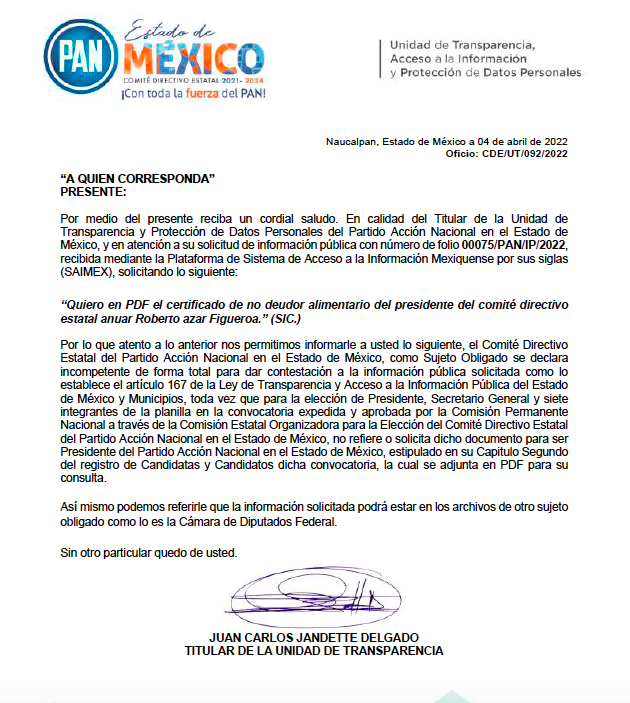 PAN
Estado de
MÉXICO
COMITÉ DIRECTIVO ESTATAL 2021 - 2024
¡Con toda la fuerza del PAN!
Unidad de Transparencia,
Acceso a la Información
y Protección de Datos Personales
Naucalpan, Estado de México a 04 de abril de 2022
Oficio: CDE/UT/092/2022
“A QUIEN CORRESPONDA”
PRESENTE:
Por medio del presente reciba un cordial saludo. En calidad del Titular de la Unidad de
Transparencia y Protección de Datos Personales del Partido Acción Nacional en el Estado de
México, y en atención a su solicitud de información pública con número de folio 00075/PAN/IP/2022,
recibida mediante la Plataforma de Sistema de Acceso a la Información Mexiquense por sus siglas
(SAIMEX), solicitando lo siguiente:
“Quiero en PDF el certificado de no deudor alimentario del presidente del comité directivo
estatal anuar Roberto azar Figueroa.” (SIC.)
Por lo que atento a lo anterior nos permitimos informarle a usted lo siguiente, el Comité Directivo
Estatal del Partido Acción Nacional en el Estado de México, como Sujeto Obligado se declara
incompetente de forma total para dar contestación a la información pública solicitada como lo
establece el artículo 167 de la Ley de Transparencia y Acceso a la Información Pública del Estado
de México y Municipios, toda vez que para la elección de Presidente, Secretario General y siete
integrantes de la planilla en la convocatoria expedida y aprobada por la Comisión Permanente
Nacional a través de la Comisión Estatal Organizadora para la Elección del Comité Directivo Estatal
del Partido Acción Nacional en el Estado de México, no refiere o solicita dicho documento para ser
Presidente del Partido Acción Nacional en el Estado de México, estipulado en su Capitulo Segundo
del registro de Candidatas y Candidatos dicha convocatoria, la cual se adjunta en PDF para su
consulta.
Así mismo podemos referirle que la información solicitada podrá estar en los archivos de otro sujeto
obligado como lo es la Cámara de Diputados Federal.
Sin otro particular quedo de usted.
JUAN CARLOS JANDETTE DELGADO
TITULAR DE LA UNIDAD DE TRANSPARENCIA